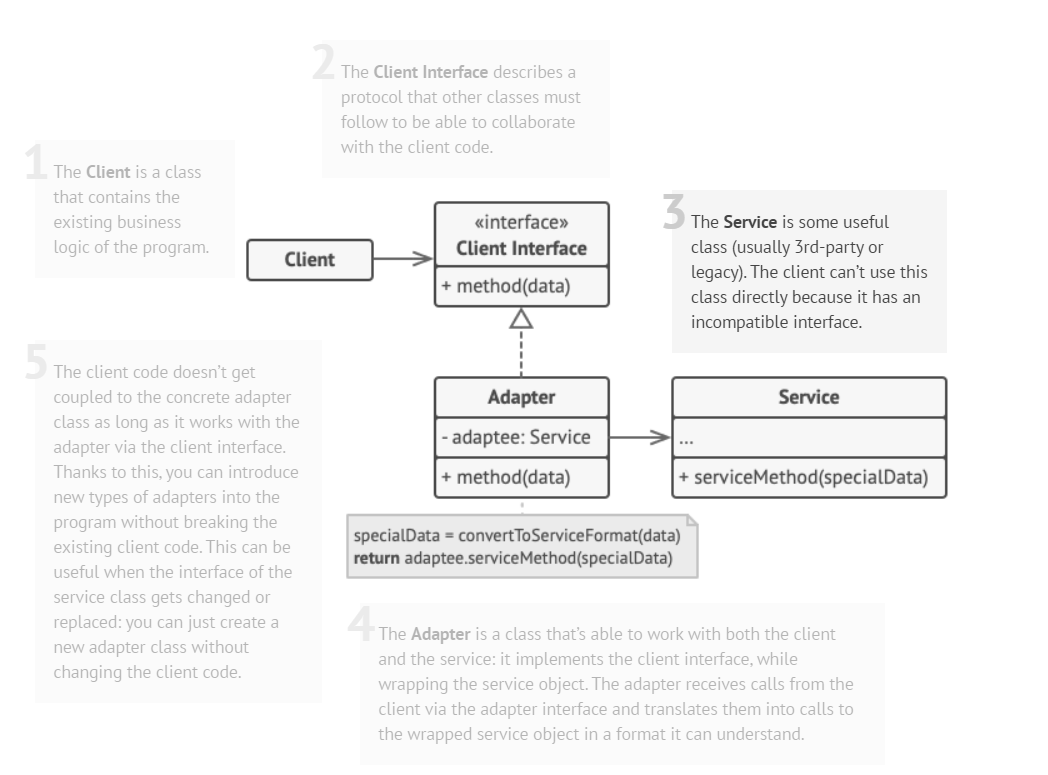 2
The Client Interface describes a
protocol that other classes must
follow to be able to collaborate
with the client code.
1
The Client is a class
that contains the
existing business
logic of the program.
3
The Service is some useful
class (usually 3rd-party or
legacy). The client can’t use this
class directly because it has an
incompatible interface.
Client
«interface»
Client Interface
+ method(data)
5
The client code doesn’t get
coupled to the concrete adapter
class as long as it works with the
adapter via the client interface.
Thanks to this, you can introduce
new types of adapters into the
program without breaking the
existing client code. This can be
useful when the interface of the
service class gets changed or
replaced: you can just create a
new adapter class without
changing the client code.
Adapter
- adaptee: Service
+ method(data)
Service
...
+ serviceMethod(specialData)
specialData = convertToServiceFormat(data)
return adaptee.serviceMethod(specialData)
4
The Adapter is a class that’s able to work with both the client
and the service: it implements the client interface, while
wrapping the service object. The adapter receives calls from the
client via the adapter interface and translates them into calls to
the wrapped service object in a format it can understand.